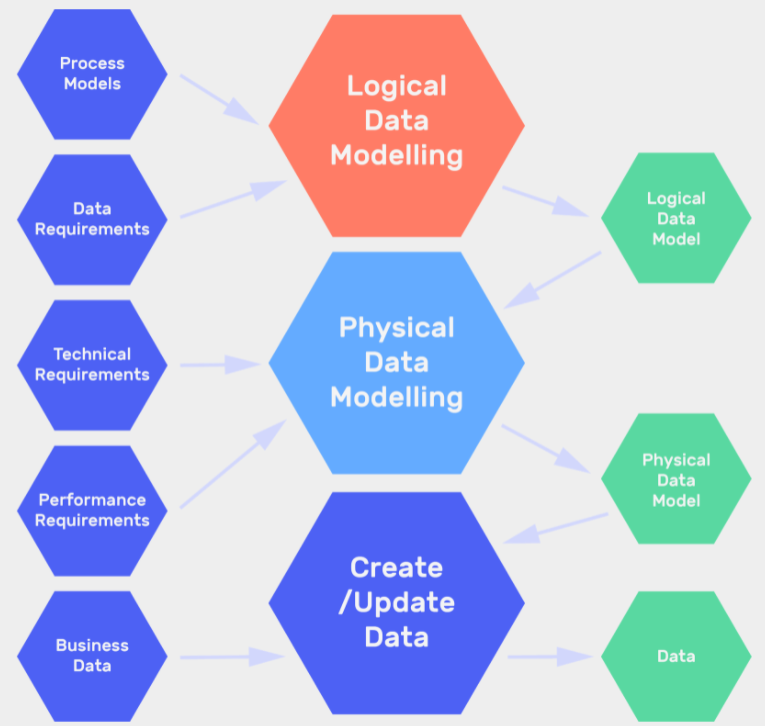 Process
Models
Data
Requirements
Technical
Requirements
Performance
Requirements
Business
Data
Logical
Data
Modelling
Physical
Data
Modelling
Create
/Update
Data
Logical
Data
Model
Physical
Data
Model
Data